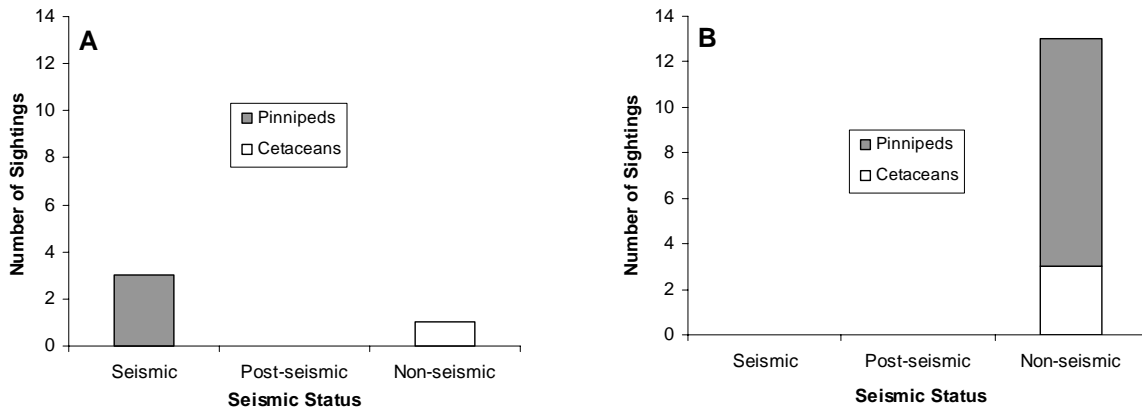 A
Number of Sightings
14
12
10
8
6
4
2
0
Pinnipeds
Cetaceans
Seismic Post-seismic Non-seismic
Seismic Status
B
Number of Sightings
14
12
10
8
6
4
2
0
Pinnipeds
Cetaceans
Seismic Post-seismic Non-seismic
Seismic Status